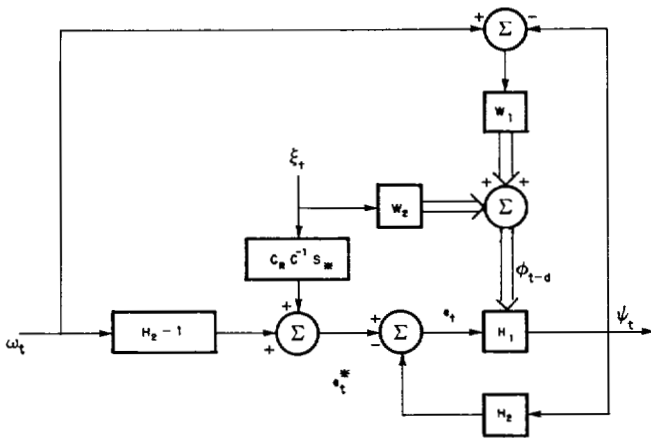 + Σ -
W₁
ξₜ
+ +
W₂ Σ
C_R C⁻¹ S_*
ϕₜ₋d
+
H₂ - 1 Σ + Σ eₜ H₁ ψₜ
ωₜ + -
eₜ*
H₂